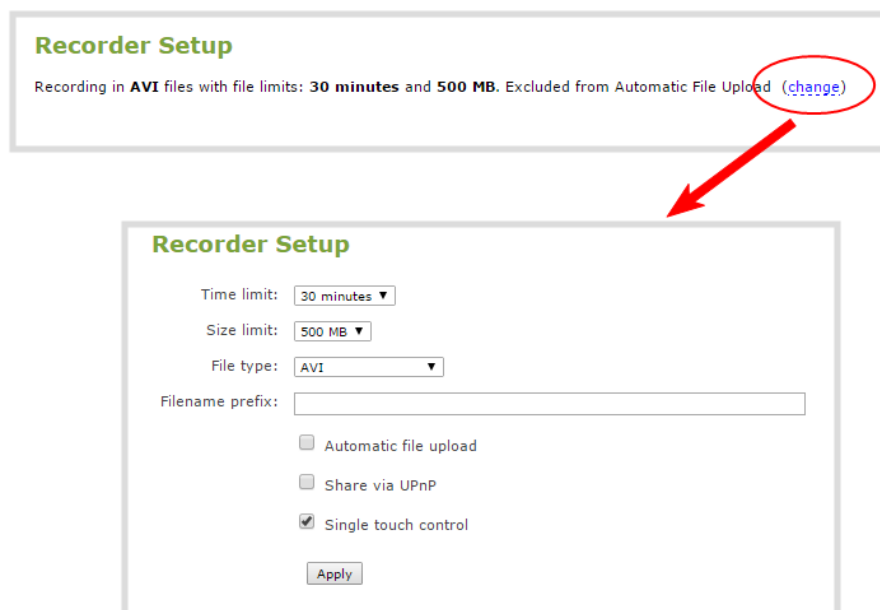 Recorder Setup
Recording in AVI files with file limits: 30 minutes and 500 MB. Excluded from Automatic File Upload (change)
Recorder Setup
Time limit: 30 minutes
Size limit: 500 MB
File type: AVI
Filename prefix:
Automatic file upload
Share via UPnP
Single touch control
Apply